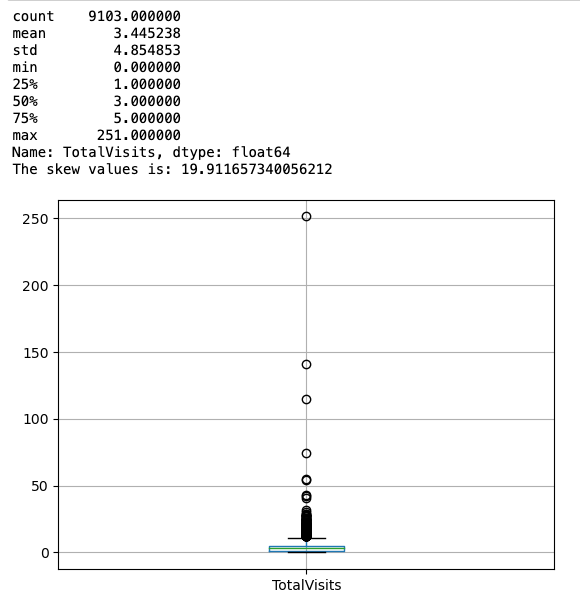 count    9103.000000
mean        3.445238
std         4.854853
min         0.000000
25%         1.000000
50%         3.000000
75%         5.000000
max       251.000000
Name: TotalVisits, dtype: float64
The skew values is: 19.911657340056212
250
200
150
100
50
0
TotalVisits